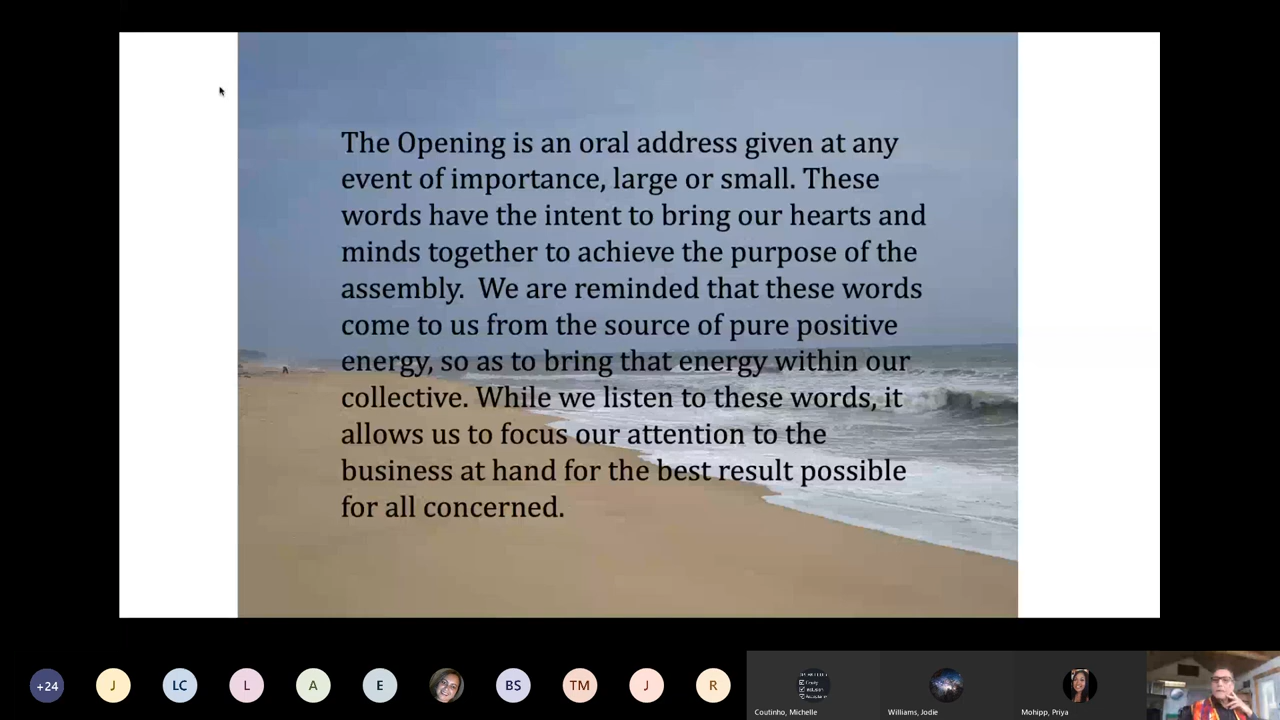 The Opening is an oral address given at any
event of importance, large or small. These
words have the intent to bring our hearts and
minds together to achieve the purpose of the
assembly.  We are reminded that these words
come to us from the source of pure positive
energy, so as to bring that energy within our
collective. While we listen to these words, it
allows us to focus our attention to the
business at hand for the best result possible
for all concerned.
+24
J
LC
L
A
E
BS
TM
J
R
Coutinho, Michelle
Williams, Jodie
Mohipp, Priya